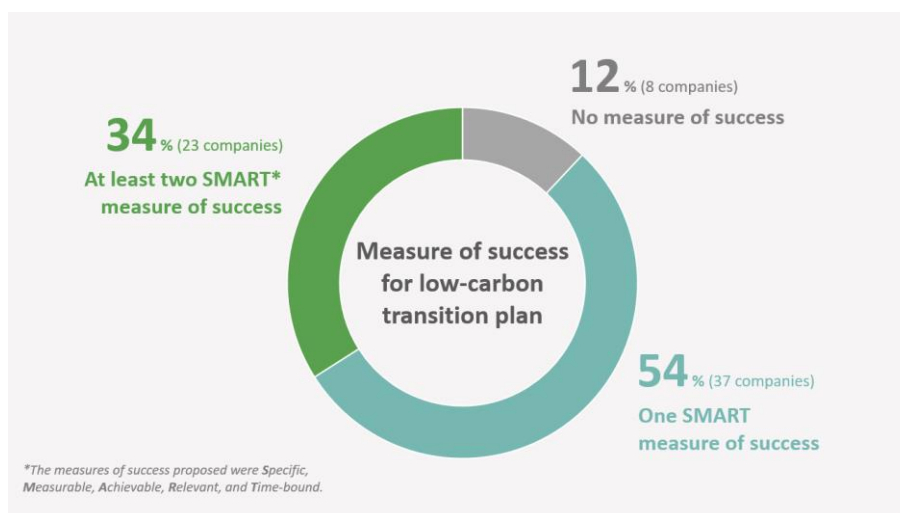 12 % (8 companies)
No measure of success
34 % (23 companies)
At least two SMART*
measure of success
Measure of success
for low-carbon
transition plan
54 % (37 companies)
One SMART
measure of success
*The measures of success proposed were Specific,
Measurable, Achievable, Relevant, and Time-bound.